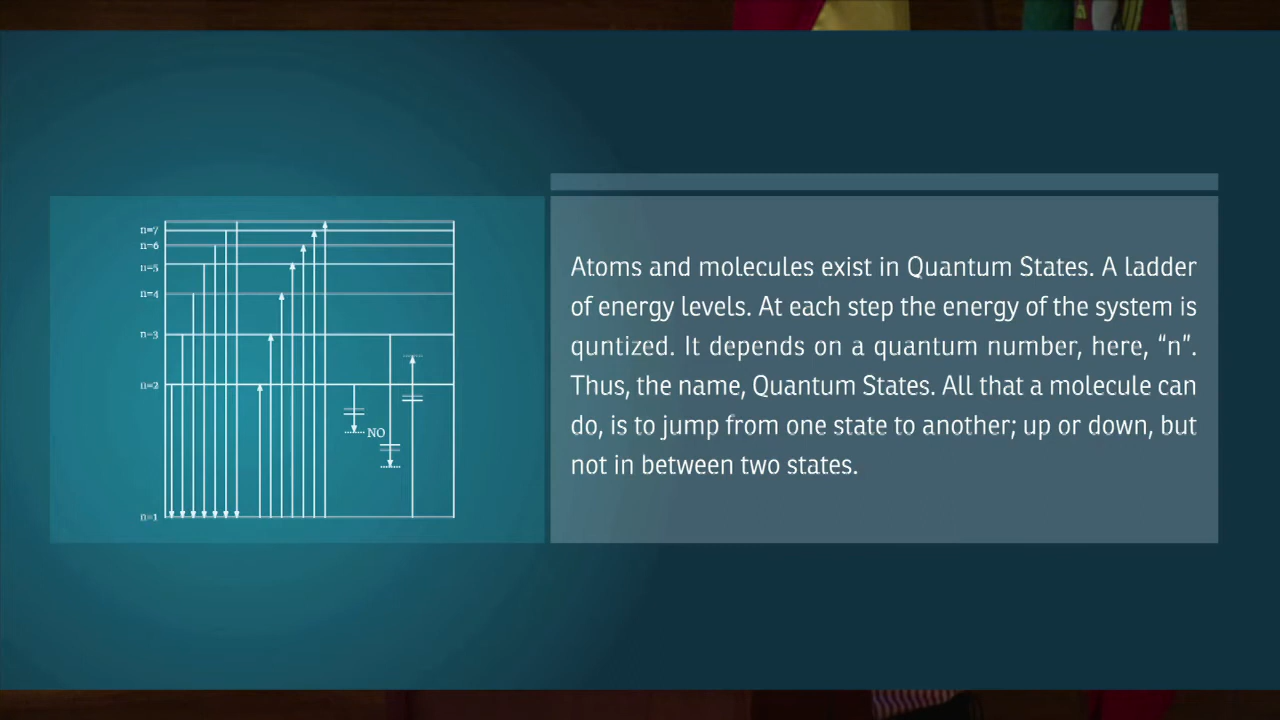 n=7
n=6
n=5
n=4
n=3
n=2
NO
n=1
Atoms and molecules exist in Quantum States. A ladder
of energy levels. At each step the energy of the system is
quntized. It depends on a quantum number, here, “n”.
Thus, the name, Quantum States. All that a molecule can
do, is to jump from one state to another; up or down, but
not in between two states.